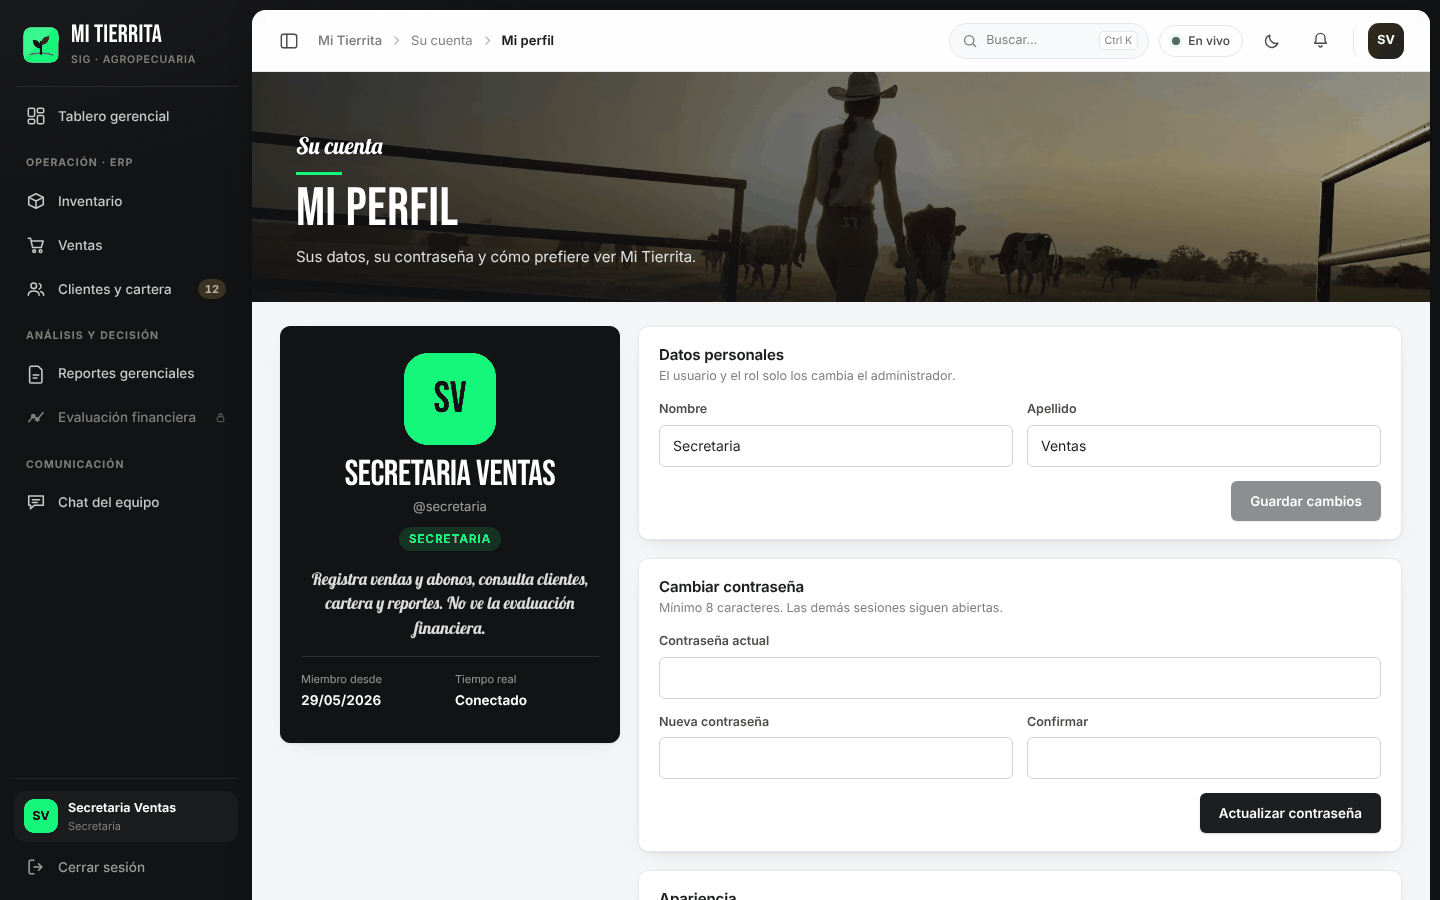 MI TIERRITA
SIG · AGROPECUARIA
Tablero gerencial
OPERACIÓN · ERP
Inventario
Ventas
Clientes y cartera 12
ANÁLISIS Y DECISIÓN
Reportes gerenciales
Evaluación financiera
COMUNICACIÓN
Chat del equipo
SV Secretaria Ventas
Secretaria
Cerrar sesión
Mi Tierrita > Su cuenta > Mi perfil
Buscar... Ctrl K
En vivo
SV
Su cuenta
MI PERFIL
Sus datos, su contraseña y cómo prefiere ver Mi Tierrita.
SV
SECRETARIA VENTAS
@secretaria
SECRETARIA
Registra ventas y abonos, consulta clientes,
cartera y reportes. No ve la evaluación
financiera.
Miembro desde Tiempo real
29/05/2026 Conectado
Datos personales
El usuario y el rol solo los cambia el administrador.
Nombre Apellido
Secretaria Ventas
Guardar cambios
Cambiar contraseña
Mínimo 8 caracteres. Las demás sesiones siguen abiertas.
Contraseña actual
Nueva contraseña Confirmar
Actualizar contraseña
Apariencia